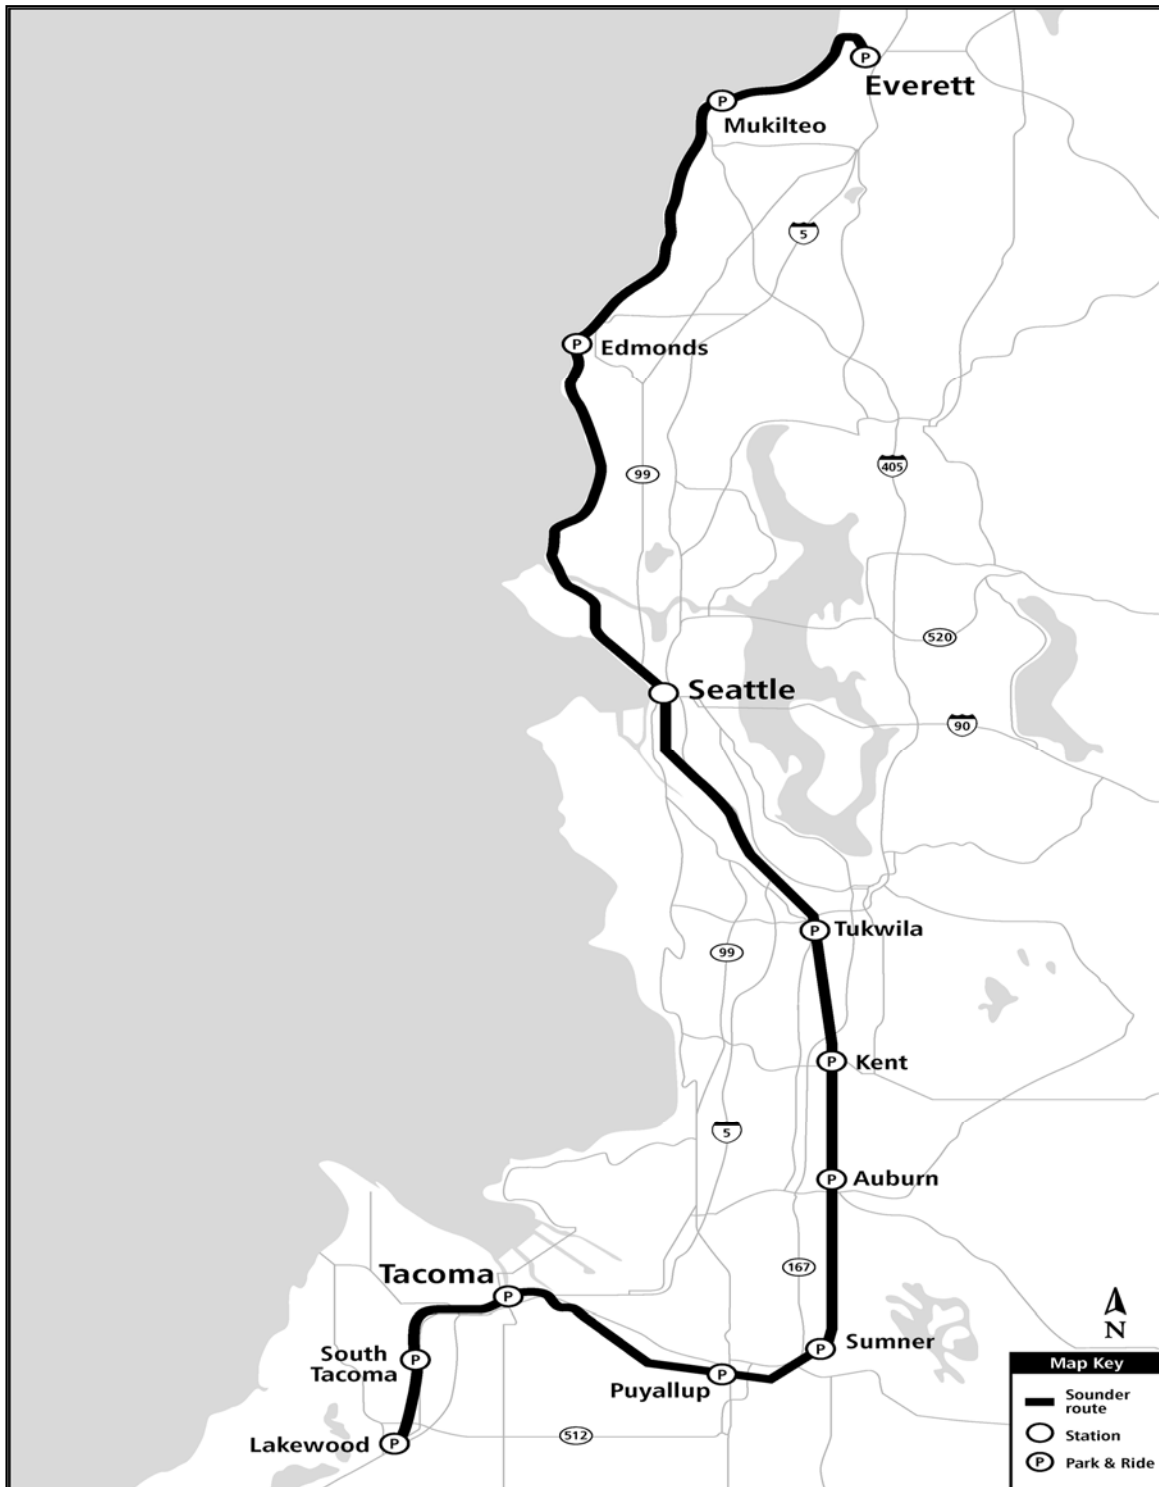 P
Everett
P
Mukilteo
5
P
Edmonds
99
405
520
Seattle
90
P
Tukwila
99
P
Kent
5
P
Auburn
167
Tacoma
P
N
P
Sumner
South
Tacoma
P
P
Puyallup
Lakewood
P
512
Map Key
Sounder
route
Station
P
Park & Ride